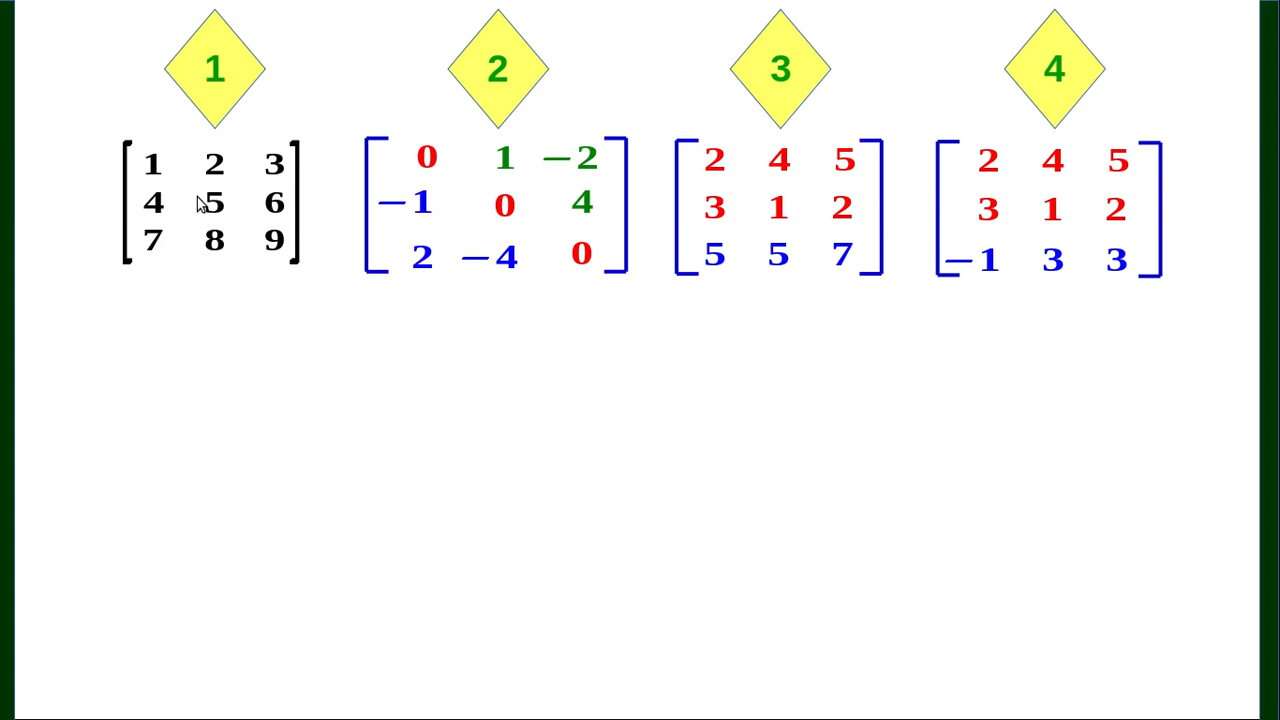 1 2 3 4
1 2 3
4 5 6
7 8 9
0 1 −2
−1 0 4
2 −4 0
2 4 5
3 1 2
5 5 7
2 4 5
3 1 2
−1 3 3